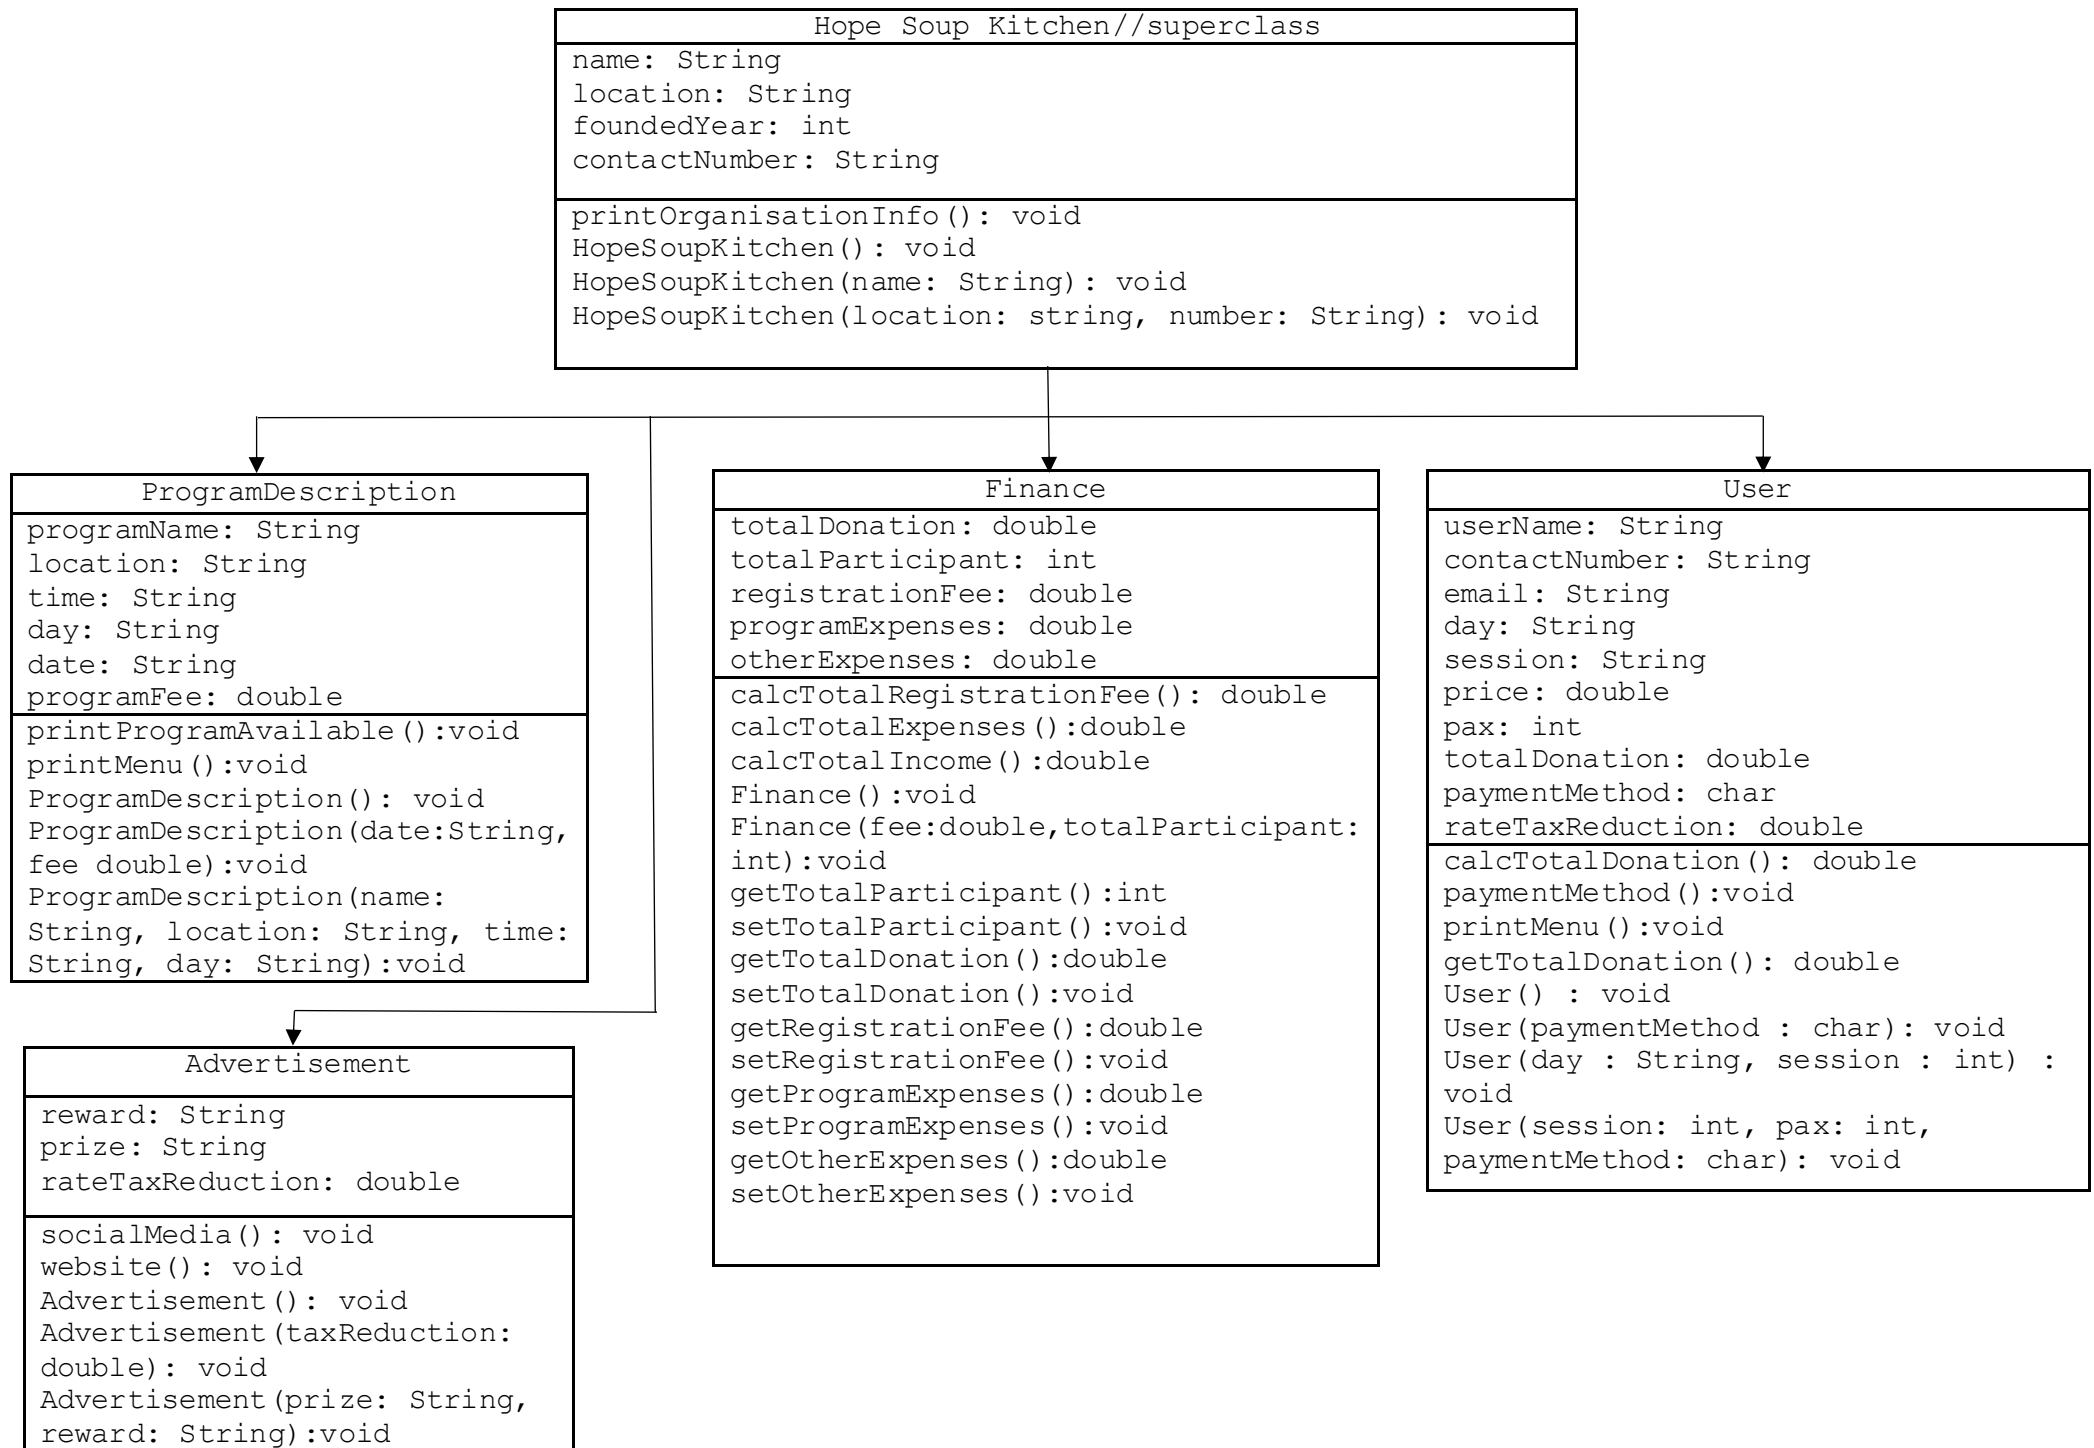 Hope Soup Kitchen//superclass
name: String
location: String
foundedYear: int
contactNumber: String
printOrganisationInfo(): void
HopeSoupKitchen(): void
HopeSoupKitchen(name: String): void
HopeSoupKitchen(location: string, number: String): void
ProgramDescription
programName: String
location: String
time: String
day: String
date: String
programFee: double
printProgramAvailable():void
printMenu():void
ProgramDescription(): void
ProgramDescription(date:String,
fee double):void
ProgramDescription(name:
String, location: String, time:
String, day: String):void
Advertisement
reward: String
prize: String
rateTaxReduction: double
socialMedia(): void
website(): void
Advertisement(): void
Advertisement(taxReduction:
double): void
Advertisement(prize: String,
reward: String):void
Finance
totalDonation: double
totalParticipant: int
registrationFee: double
programExpenses: double
otherExpenses: double
calcTotalRegistrationFee(): double
calcTotalExpenses():double
calcTotalIncome():double
Finance():void
Finance(fee:double,totalParticipant:
int):void
getTotalParticipant():int
setTotalParticipant():void
getTotalDonation():double
setTotalDonation():void
getRegistrationFee():double
setRegistrationFee():void
getProgramExpenses():double
setProgramExpenses():void
getOtherExpenses():double
setOtherExpenses():void
User
userName: String
contactNumber: String
email: String
day: String
session: String
price: double
pax: int
totalDonation: double
paymentMethod: char
rateTaxReduction: double
calcTotalDonation(): double
paymentMethod():void
printMenu():void
getTotalDonation(): double
User() : void
User(paymentMethod : char): void
User(day : String, session : int) :
void
User(session: int, pax: int,
paymentMethod: char): void